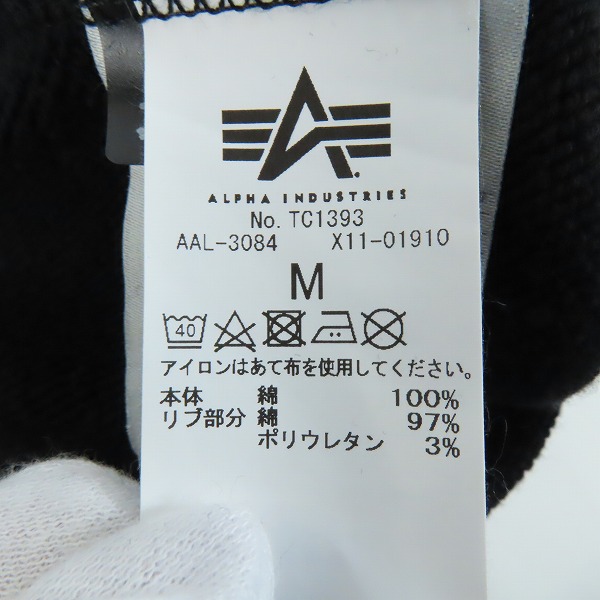 ALPHA INDUSTRIES
No. TC1393
AAL-3084 X11-01910
M
40
アイロンはあて布を使用してください。
本体 綿 100%
リブ部分 綿 97%
ポリウレタン 3%